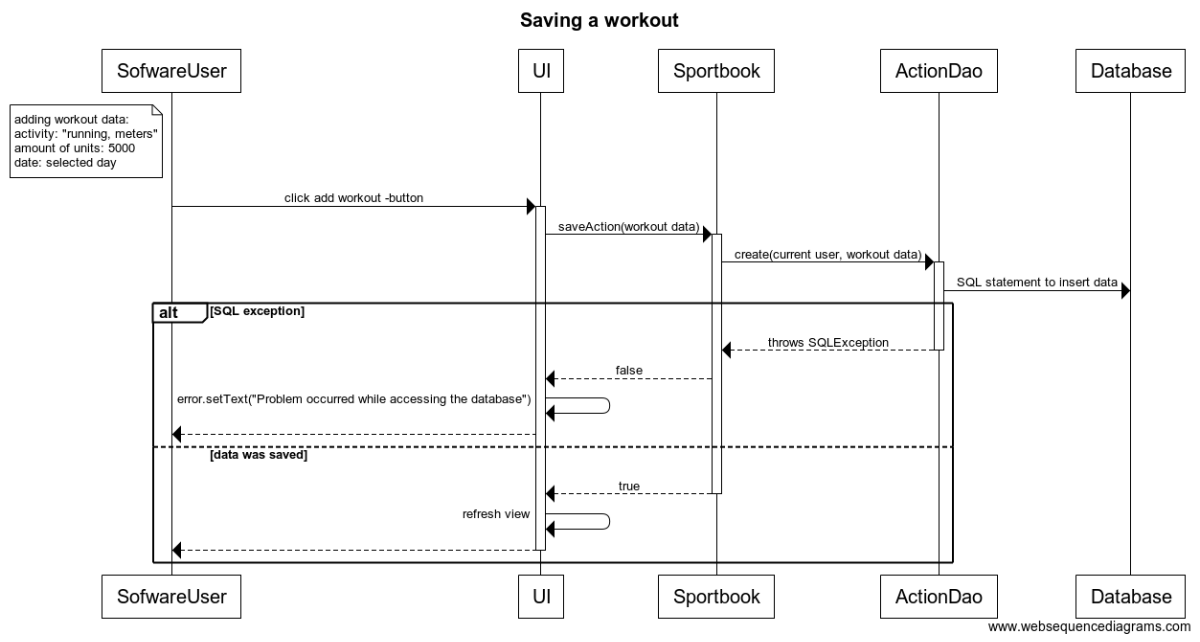 Saving a workout
SofwareUser
UI
Sportbook
ActionDao
Database
adding workout data:
activity: "running, meters"
amount of units: 5000
date: selected day
click add workout -button
saveAction(workout data)
create(current user, workout data)
SQL statement to insert data
alt
[SQL exception]
throws SQLException
false
error.setText("Problem occurred while accessing the database")
[data was saved]
true
refresh view
SofwareUser
UI
Sportbook
ActionDao
Database
www.websequencediagrams.com